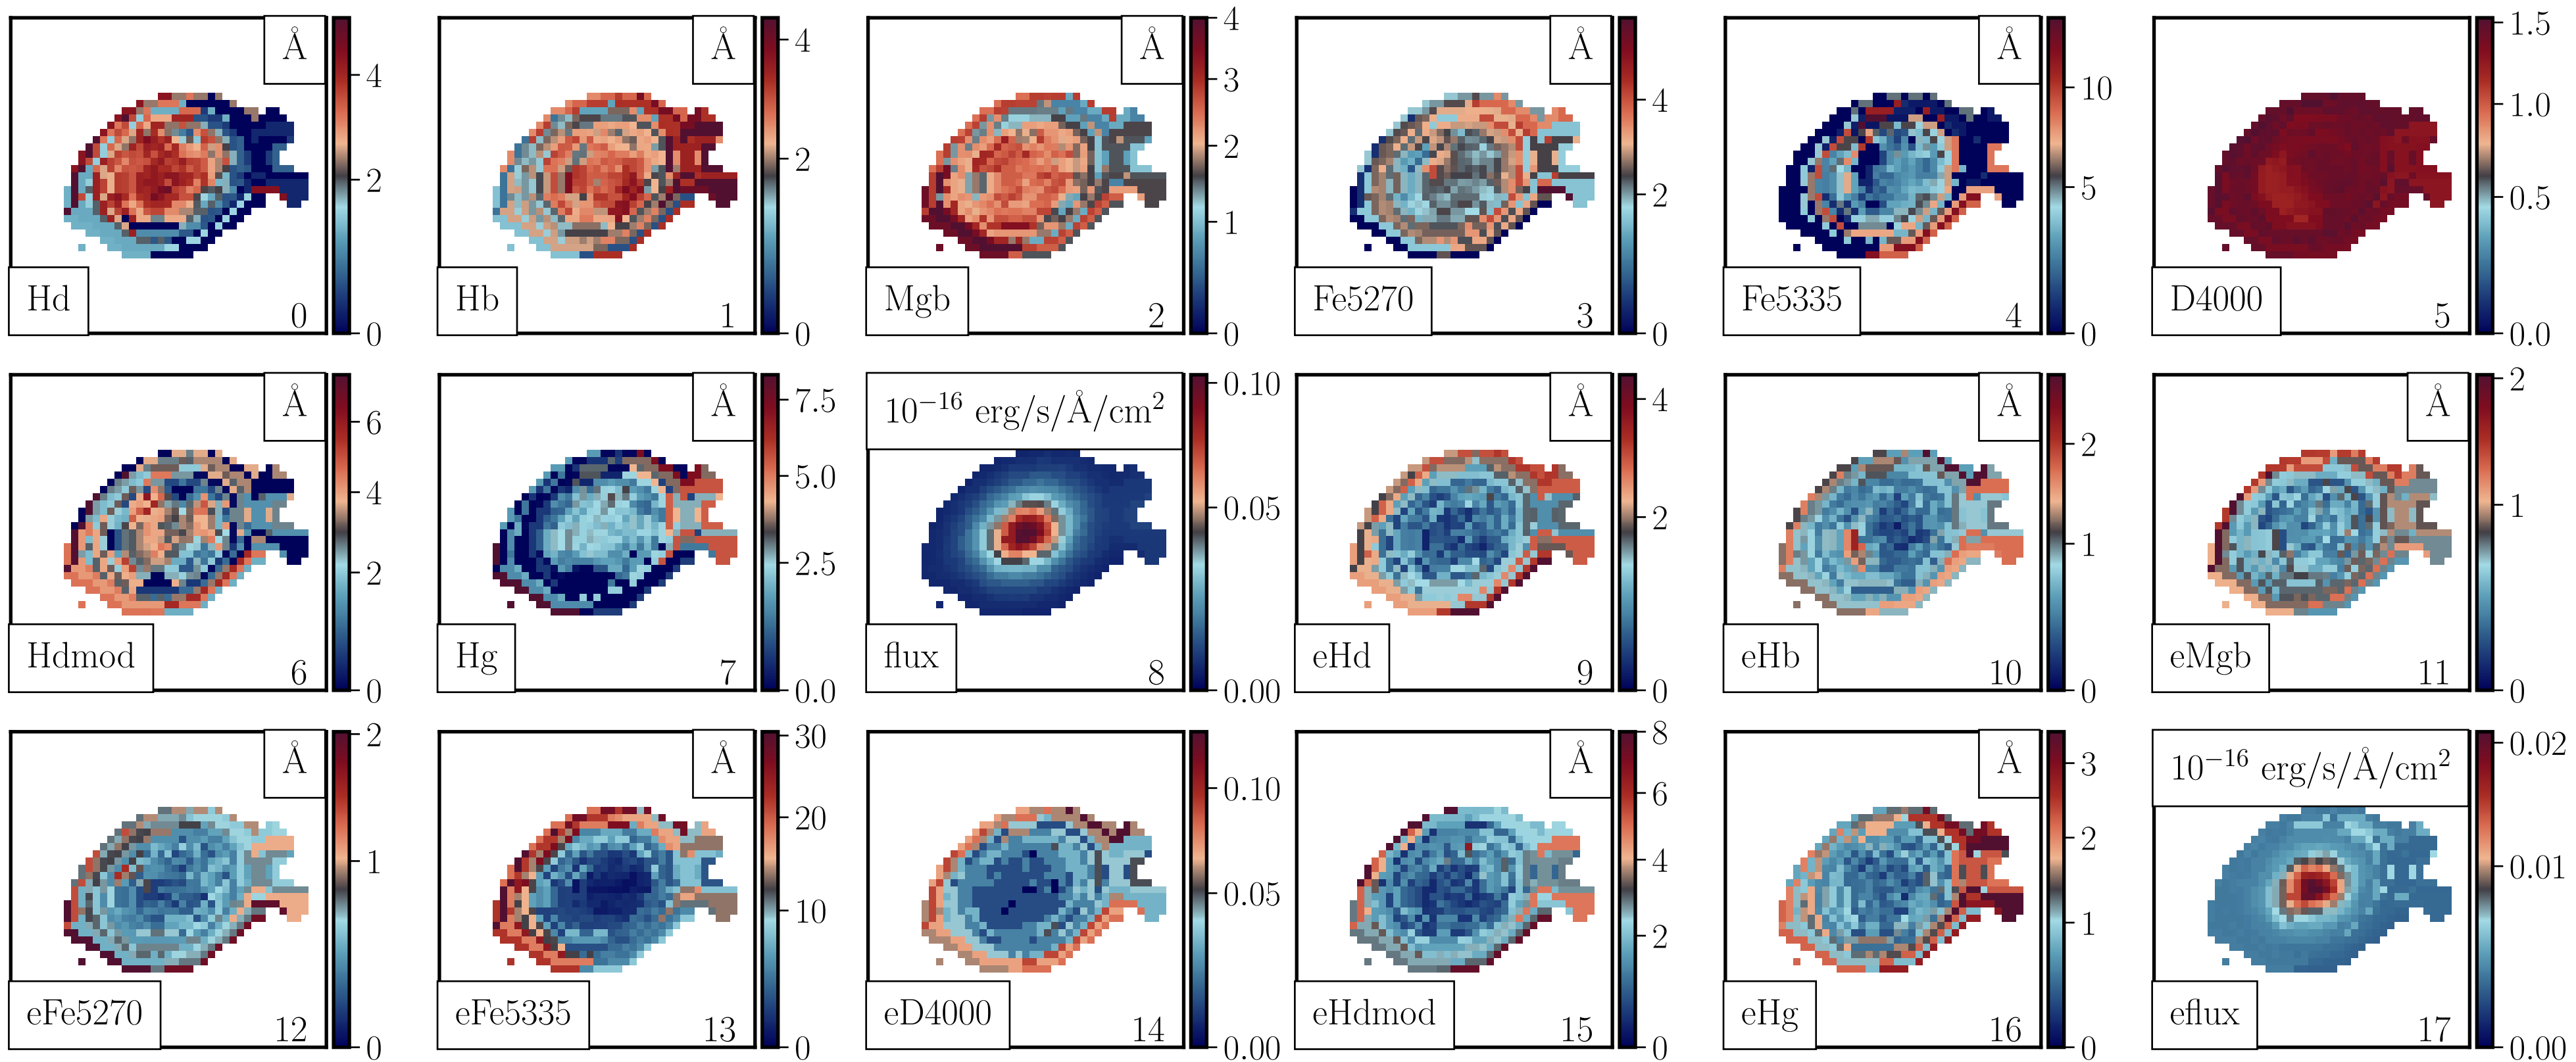 Å
4
2
0
Hd
0
Å
4
2
0
Hb
1
Å
4
3
2
1
0
Mgb
2
Å
4
2
0
Fe5270
3
Å
10
5
0
Fe5335
4
1.5
1.0
0.5
0.0
D4000
5
Å
6
4
2
0
Hdmod
6
Å
7.5
5.0
2.5
0.0
Hg
7
10⁻¹⁶ erg/s/Å/cm²
0.10
0.05
0.00
flux
8
Å
4
2
0
eHd
9
Å
2
1
0
eHb
10
Å
2
1
0
eMgb
11
Å
2
1
0
eFe5270
12
Å
30
20
10
0
eFe5335
13
0.10
0.05
0.00
eD4000
14
Å
8
6
4
2
0
eHdmod
15
Å
3
2
1
0
eHg
16
10⁻¹⁶ erg/s/Å/cm²
0.02
0.01
0.00
eflux
17